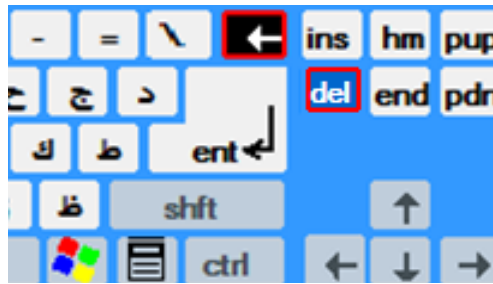 - = \ ← ins hm pup
ح ج د del end pdn
ك ط ent
ظ shft ↑
ctrl ← ↓ →